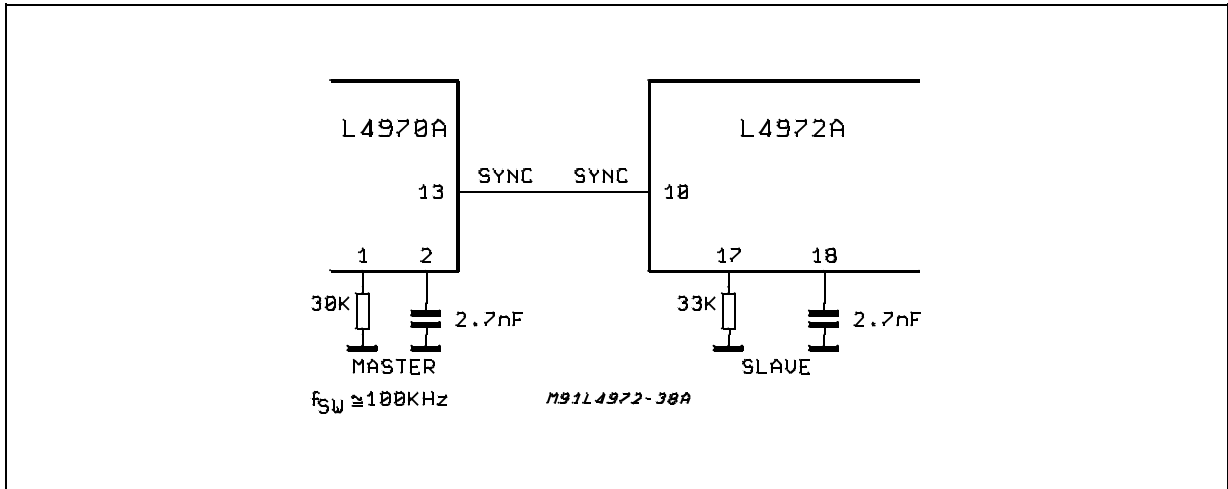 L4970A L4972A
SYNC SYNC
13 10
1 2 17 18
30K 2.7nF 33K 2.7nF
MASTER SLAVE
fSW ≅100KHz M91L4972-38A